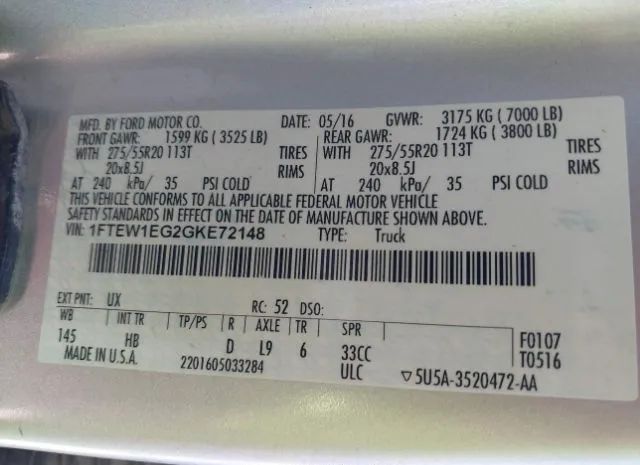 MFD. BY FORD MOTOR CO. DATE: 05/16 GVWR: 3175 KG ( 7000 LB)
FRONT GAWR: 1599 KG ( 3525 LB) REAR GAWR: 1724 KG ( 3800 LB)
WITH 275/55R20 113T TIRES WITH 275/55R20 113T TIRES
20x8.5J RIMS 20x8.5J RIMS
AT 240 kPa/ 35 PSI COLD AT 240 kPa/ 35 PSI COLD
THIS VEHICLE CONFORMS TO ALL APPLICABLE FEDERAL MOTOR VEHICLE
SAFETY STANDARDS IN EFFECT ON THE DATE OF MANUFACTURE SHOWN ABOVE.
VIN: 1FTEW1EG2GKE72148 TYPE: Truck
EXT PNT: UX RC: 52 DSO:
WB INT TR TP/PS R AXLE TR SPR F0107
145 HB D L9 6 33CC T0516
MADE IN U.S.A. 2201605033284 ULC ▽5U5A-3520472-AA